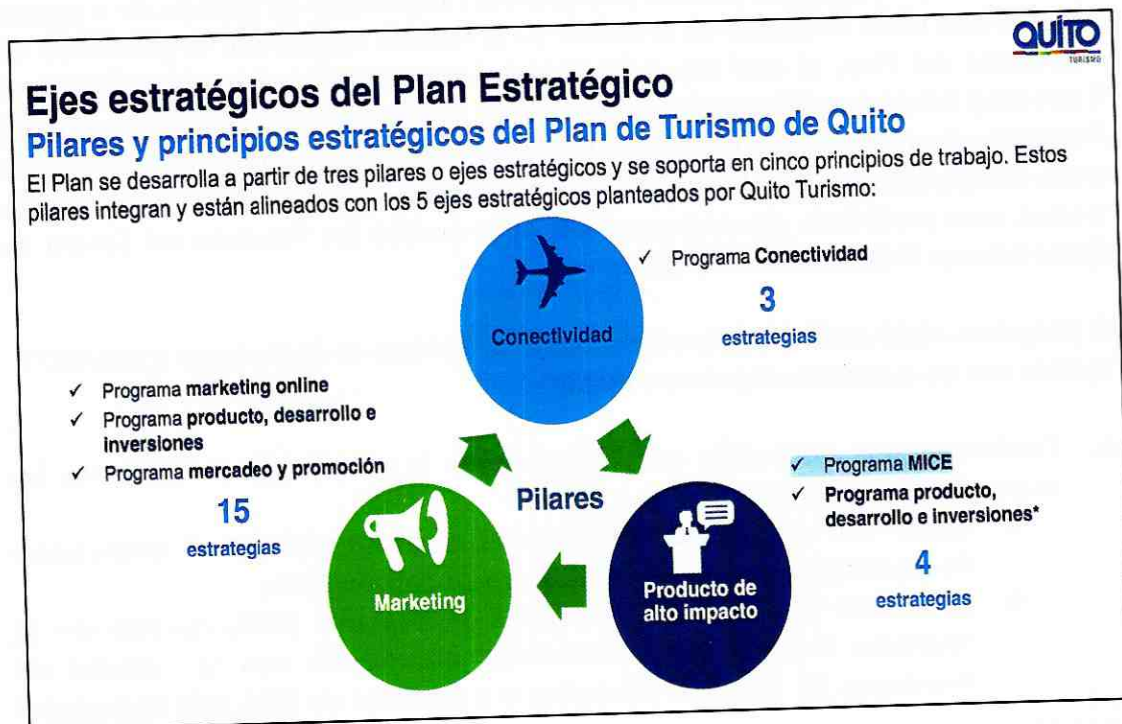 QUITO
TURISMO
Ejes estratégicos del Plan Estratégico
Pilares y principios estratégicos del Plan de Turismo de Quito
El Plan se desarrolla a partir de tres pilares o ejes estratégicos y se soporta en cinco principios de trabajo. Estos
pilares integran y están alineados con los 5 ejes estratégicos planteados por Quito Turismo:
Conectividad
✓ Programa Conectividad
3
estrategias
✓ Programa marketing online
✓ Programa producto, desarrollo e
inversiones
✓ Programa mercadeo y promoción
15
estrategias
Pilares
Marketing
Producto de
alto impacto
✓ Programa MICE
✓ Programa producto,
desarrollo e inversiones*
4
estrategias